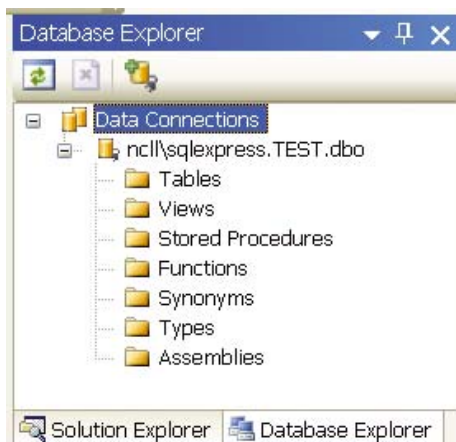 Database Explorer
Data Connections
ncll\sqlexpress.TEST.dbo
Tables
Views
Stored Procedures
Functions
Synonyms
Types
Assemblies
Solution Explorer Database Explorer